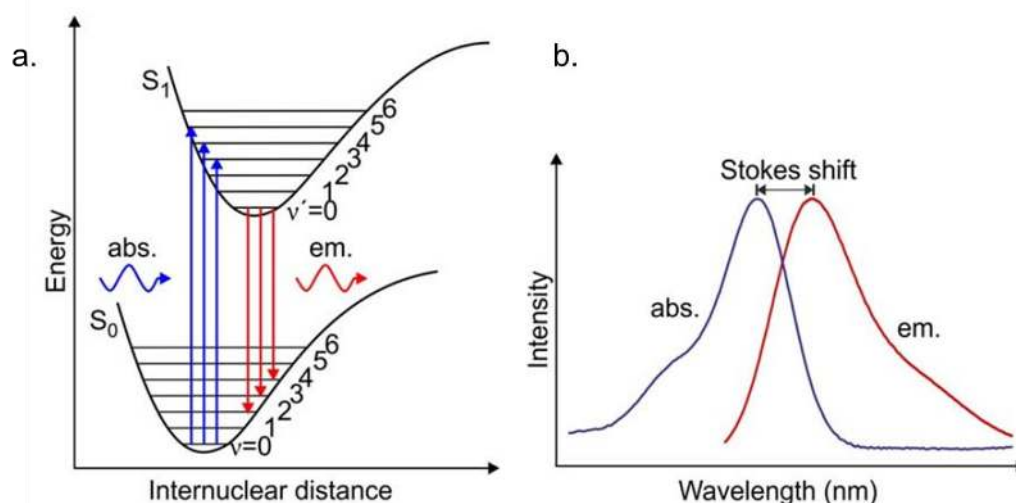 a.
Energy
S1
6
5
4
3
2
1
ν´=0
abs.
em.
S0
6
5
4
3
2
1
ν=0
Internuclear distance
b.
Stokes shift
Intensity
abs.
em.
Wavelength (nm)